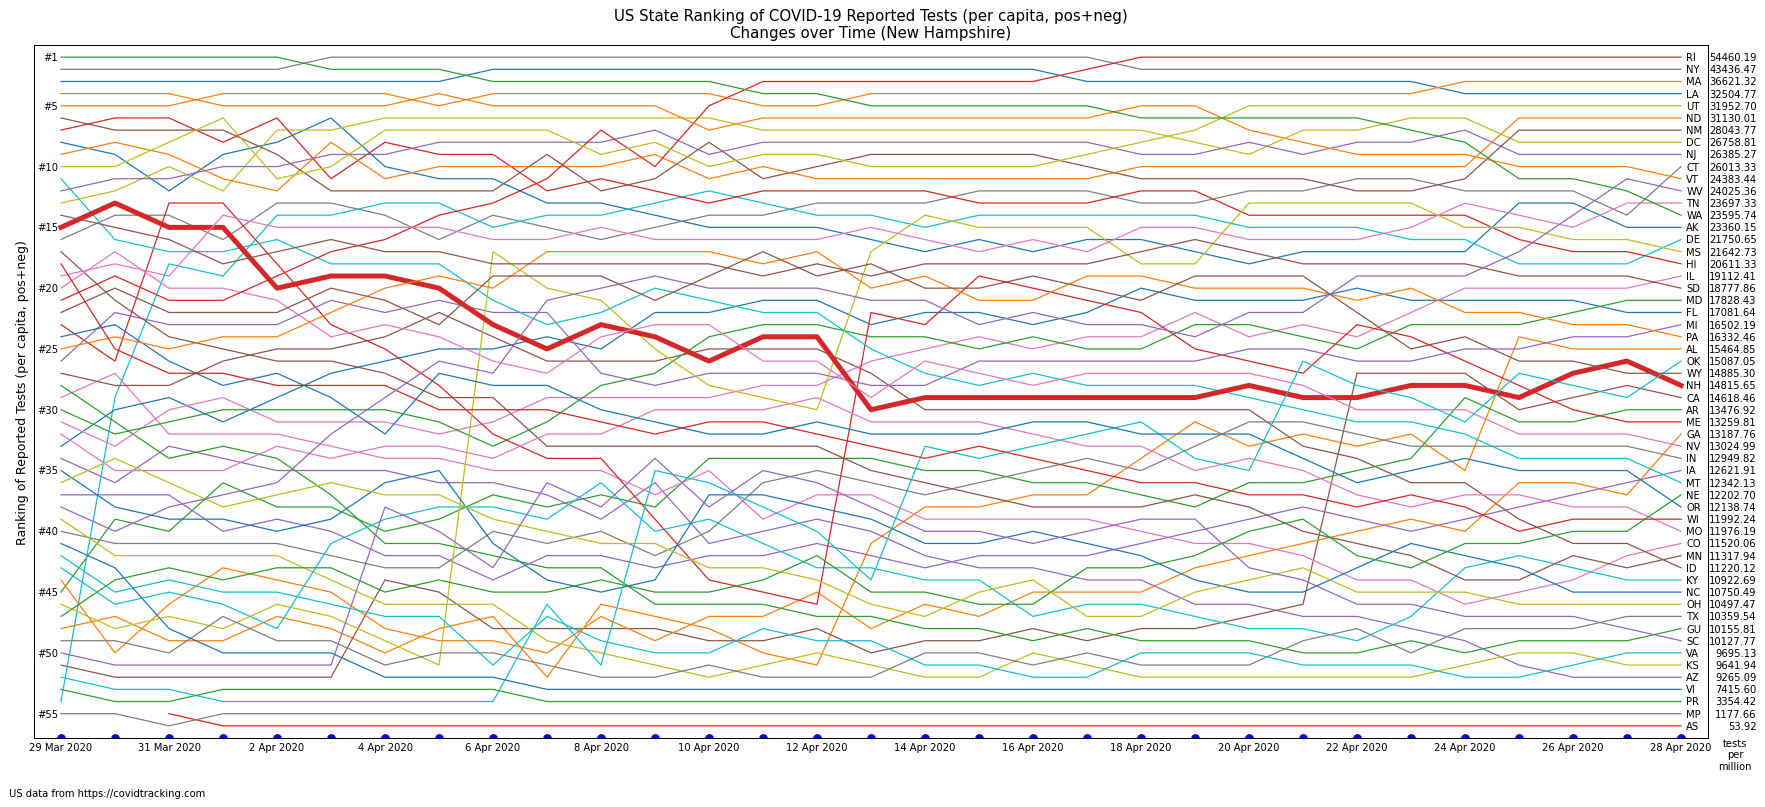 US State Ranking of COVID-19 Reported Tests (per capita, pos+neg)
Changes over Time (New Hampshire)
Ranking of Reported Tests (per capita, pos+neg)
#1
#5
#10
#15
#20
#25
#30
#35
#40
#45
#50
#55
RI 54460.19
NY 43436.47
MA 36621.32
LA 32504.77
UT 31952.70
ND 31130.01
NM 28043.77
DC 26758.81
NJ 26385.27
CT 26013.33
VT 24383.44
WV 24025.36
TN 23697.33
WA 23595.74
AK 23360.15
DE 21750.65
MS 21642.73
HI 20611.33
IL 19112.41
SD 18777.86
MD 17828.43
FL 17081.64
MI 16502.19
PA 16332.46
AL 15464.85
OK 15087.05
WY 14885.30
NH 14815.65
CA 14618.46
AR 13476.92
ME 13259.81
GA 13187.76
NV 13024.99
IN 12949.82
IA 12621.91
MT 12342.13
NE 12202.70
OR 12138.74
WI 11992.24
MO 11976.19
CO 11520.06
MN 11317.94
ID 11220.12
KY 10922.69
NC 10750.49
OH 10497.47
TX 10359.54
GU 10155.81
SC 10127.77
VA 9695.13
KS 9641.94
AZ 9265.09
VI 7415.60
PR 3354.42
MP 1177.66
AS 53.92
29 Mar 2020 31 Mar 2020 2 Apr 2020 4 Apr 2020 6 Apr 2020 8 Apr 2020 10 Apr 2020 12 Apr 2020 14 Apr 2020 16 Apr 2020 18 Apr 2020 20 Apr 2020 22 Apr 2020 24 Apr 2020 26 Apr 2020 28 Apr 2020
tests
per
million
US data from https://covidtracking.com